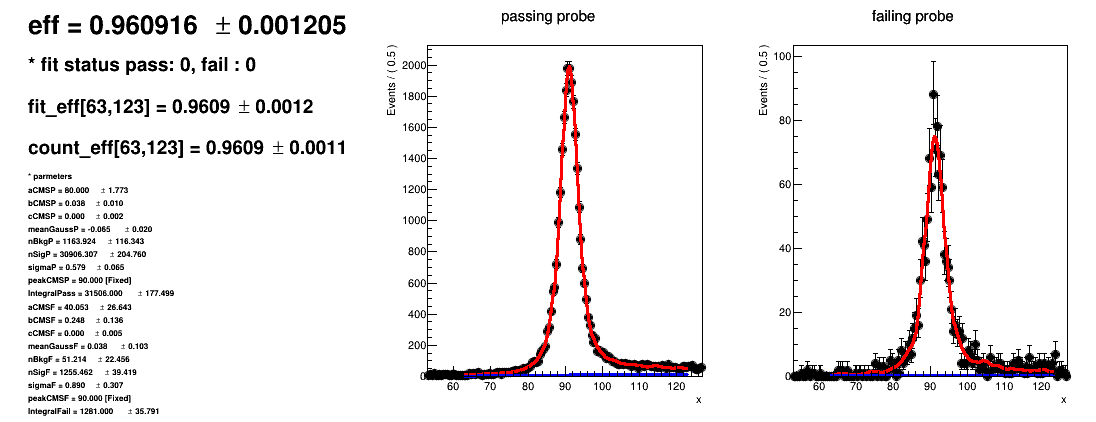 eff = 0.960916 ± 0.001205
* fit status pass: 0, fail : 0
fit_eff[63,123] = 0.9609 ± 0.0012
count_eff[63,123] = 0.9609 ± 0.0011
* parmeters
aCMSP = 80.000 ± 1.773
bCMSP = 0.038 ± 0.010
cCMSP = 0.000 ± 0.002
meanGaussP = -0.065 ± 0.020
nBkgP = 1163.924 ± 116.343
nSigP = 30906.307 ± 204.760
sigmaP = 0.579 ± 0.065
peakCMSP = 90.000 [Fixed]
IntegralPass = 31506.000 ± 177.499
aCMSF = 40.053 ± 26.643
bCMSF = 0.248 ± 0.136
cCMSF = 0.000 ± 0.005
meanGaussF = 0.038 ± 0.103
nBkgF = 51.214 ± 22.456
nSigF = 1255.462 ± 39.419
sigmaF = 0.890 ± 0.307
peakCMSF = 90.000 [Fixed]
IntegralFail = 1281.000 ± 35.791
passing probe
Events / ( 0.5 )
2000
1800
1600
1400
1200
1000
800
600
400
200
0
60 70 80 90 100 110 120
x
failing probe
Events / ( 0.5 )
100
80
60
40
20
0
60 70 80 90 100 110 120
x